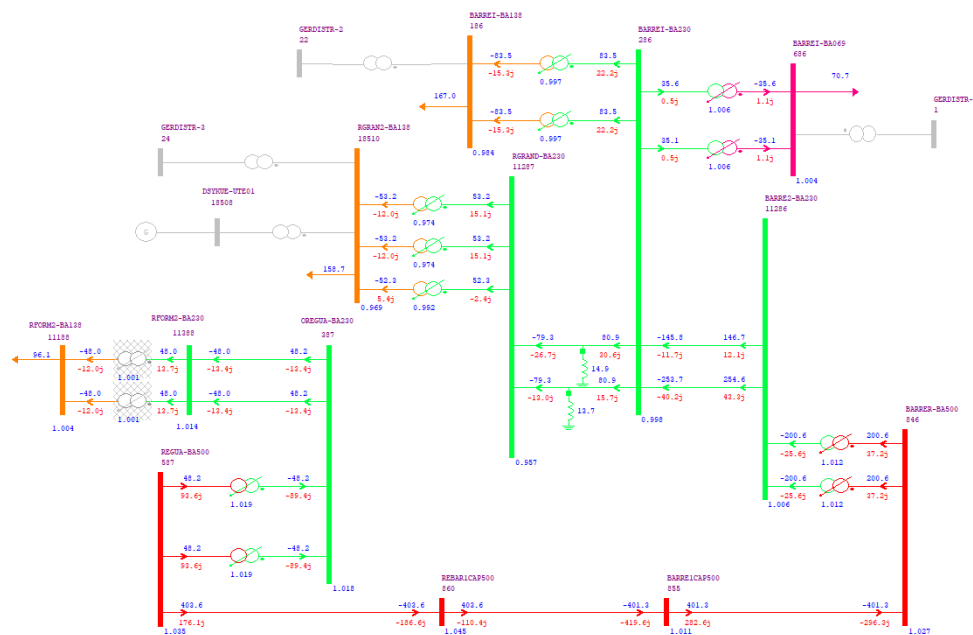 GERDISTR-2
22
BARREI-BA138
186
BARREI-BA230
286
BARREI-BA069
686
-83.5
-15.3j
0.997
83.5
22.2j
35.6
0.5j
1.006
-35.6
1.1j
70.7
167.0
-83.5
-15.3j
0.997
83.5
22.2j
35.1
0.5j
1.006
-35.1
1.1j
GERDISTR-
1
0.984
1.004
GERDISTR-3
24
RGRAN2-BA138
18510
RGRAND-BA230
11287
DSYKUE-UTE01
18508
G
-53.2
-12.0j
0.974
53.2
15.1j
-53.2
-12.0j
0.974
53.2
15.1j
158.7
-52.3
5.4j
0.992
52.3
-2.4j
0.969
BARRE2-BA230
11286
RFORM2-BA138
11188
RFORM2-BA230
11388
OREGUA-BA230
387
96.1
-48.0
-12.0j
1.001
48.0
13.7j
-48.0
-13.4j
48.2
-13.4j
-48.0
-12.0j
1.001
48.0
13.7j
-48.0
-13.4j
48.2
-13.4j
1.004
1.014
-79.3
-26.7j
80.9
30.6j
14.9
-145.8
-11.7j
146.7
12.1j
-79.3
-13.0j
80.9
15.7j
13.7
-253.7
-40.2j
254.6
43.3j
0.987
0.998
BARRER-BA500
846
-200.6
-25.6j
1.012
200.6
37.2j
-200.6
-25.6j
1.012
200.6
37.2j
1.006
REGUA-BA500
587
48.2
93.6j
1.019
-48.2
-89.4j
48.2
93.6j
1.019
-48.2
-89.4j
1.018
REBAR1CAP500
860
BARRE1CAP500
855
403.6
176.1j
-403.6
-186.6j
403.6
-110.4j
-401.3
-419.6j
401.3
282.6j
-401.3
-296.3j
1.035
1.045
1.011
1.027